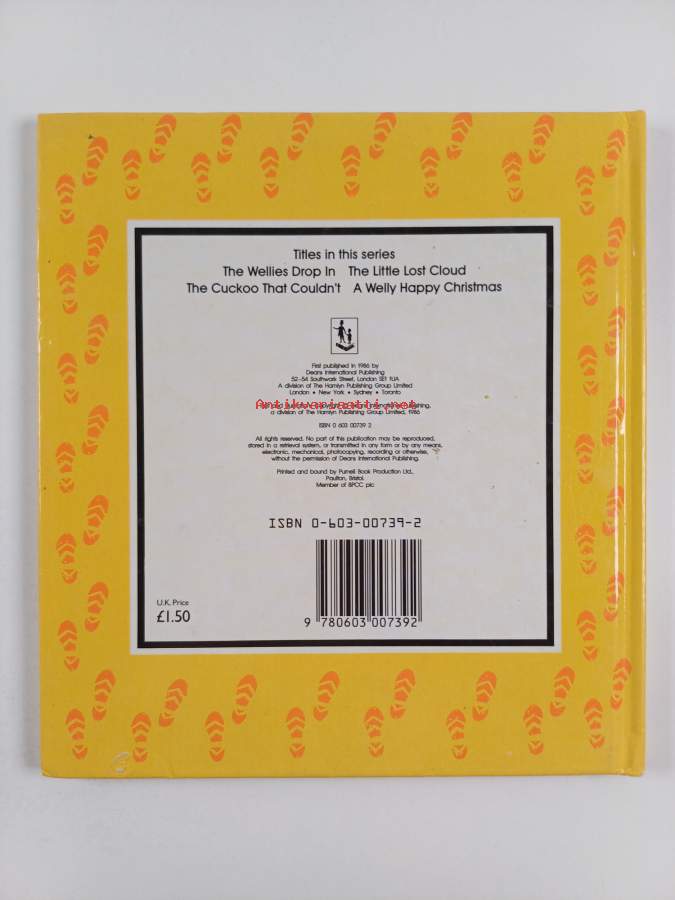 Titles in this series
The Wellies Drop In The Little Lost Cloud
The Cuckoo That Couldn't A Welly Happy Christmas
First published in 1986 by
Deans International Publishing
52–54 Southwark Street, London SE1 1UA
A division of The Hamlyn Publishing Group Limited
London • New York • Sydney • Toronto
Antikvariaatti.net
a division of The Hamlyn Publishing Group Limited, 1986
ISBN 0 603 00739 2
All rights reserved. No part of this publication may be reproduced,
stored in a retrieval system, or transmitted in any form or by any means,
electronic, mechanical, photocopying, recording or otherwise,
without the permission of Deans International Publishing.
Printed and bound by Purnell Book Production Ltd.,
Paulton, Bristol.
Member of BPCC plc
ISBN 0-603-00739-2
U.K. Price
£1.50
9 780603 007392